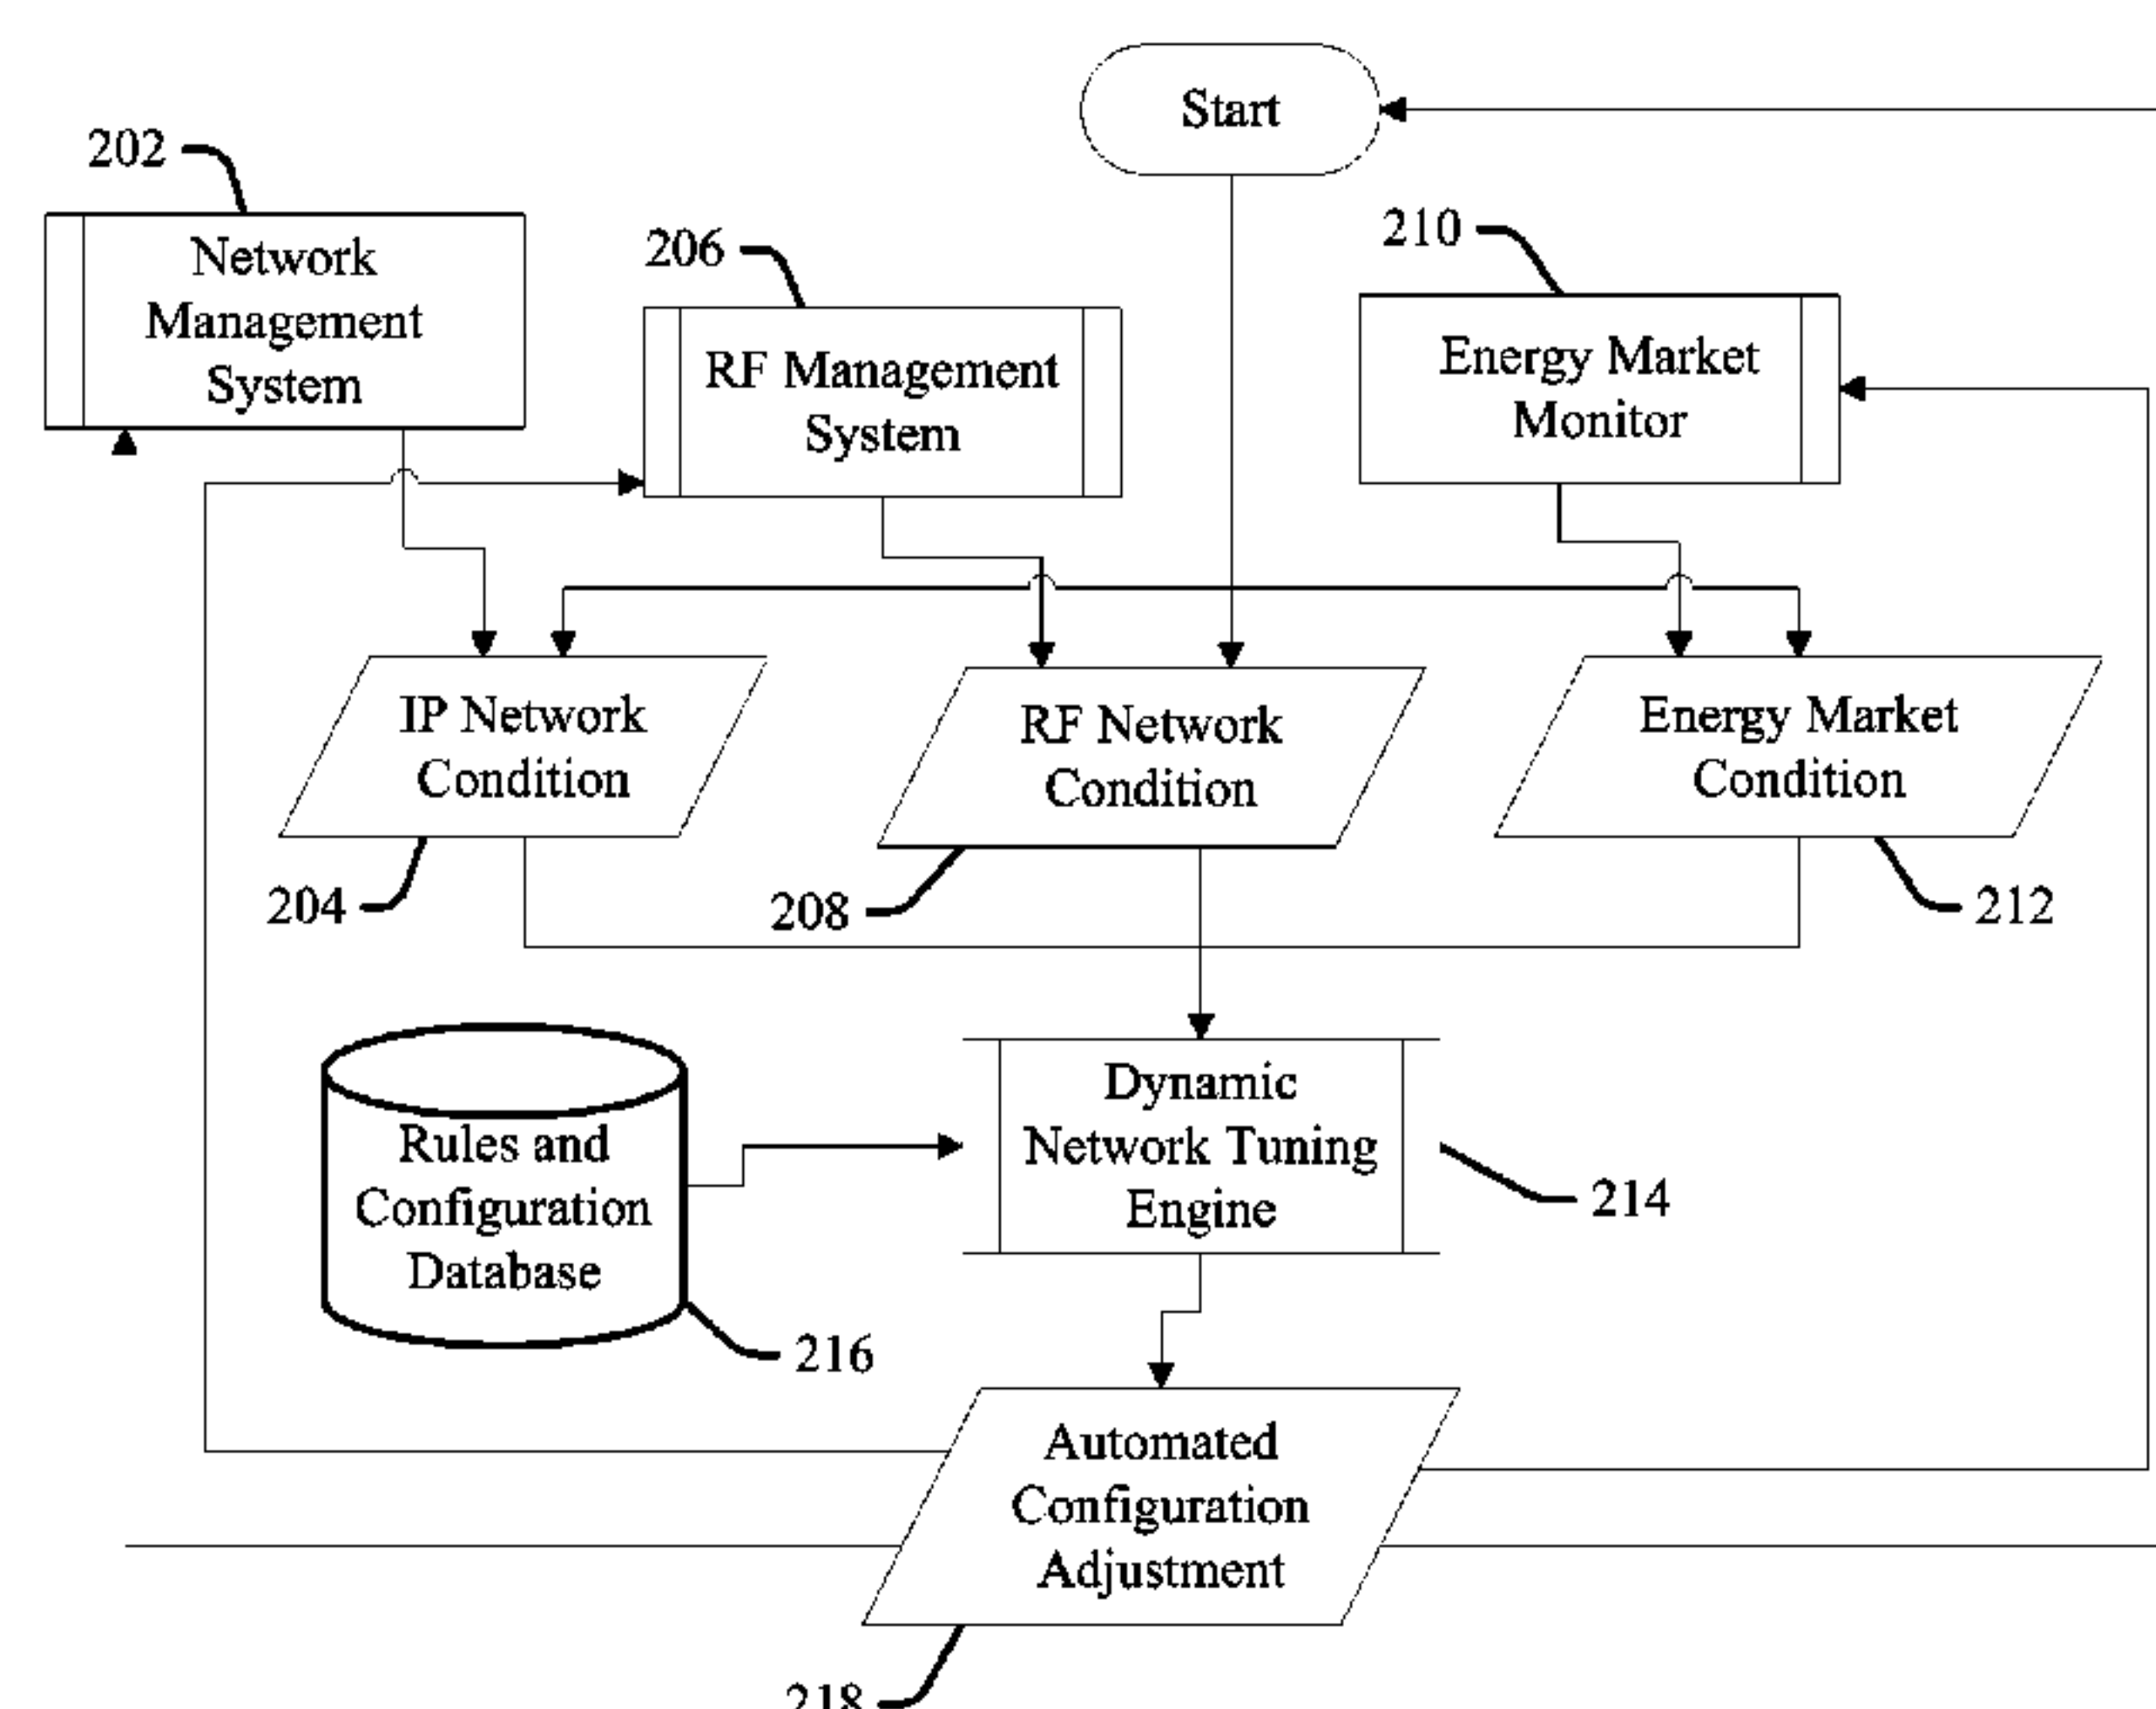 Start
202
Network
Management
System
206
RF Management
System
210
Energy Market
Monitor
IP Network
Condition
RF Network
Condition
Energy Market
Condition
204
208
212
Rules and
Configuration
Database
Dynamic
Network Tuning
Engine
214
216
Automated
Configuration
Adjustment
218